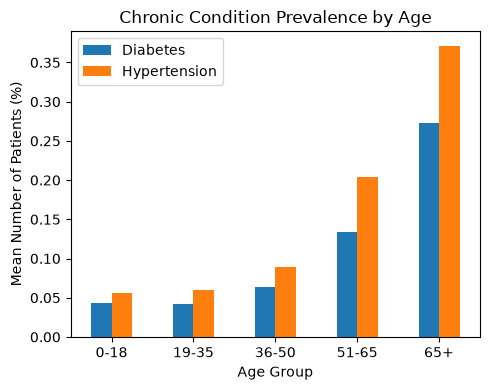 Chronic Condition Prevalence by Age
Diabetes
Hypertension
Mean Number of Patients (%)
0.35
0.30
0.25
0.20
0.15
0.10
0.05
0.00
0-18 19-35 36-50 51-65 65+
Age Group